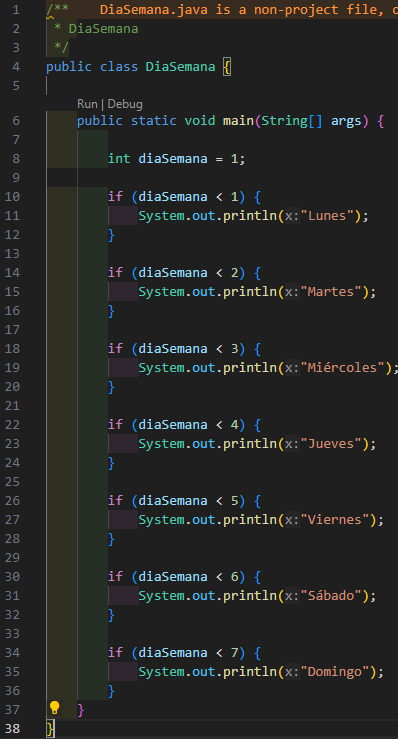 1 /** DiaSemana.java is a non-project file, o
2 * DiaSemana
3 */
4 public class DiaSemana {
5
Run | Debug
6 public static void main(String[] args) {
7
8 int diaSemana = 1;
9
10 if (diaSemana < 1) {
11 System.out.println(x:"Lunes");
12 }
13
14 if (diaSemana < 2) {
15 System.out.println(x:"Martes");
16 }
17
18 if (diaSemana < 3) {
19 System.out.println(x:"Miércoles");
20 }
21
22 if (diaSemana < 4) {
23 System.out.println(x:"Jueves");
24 }
25
26 if (diaSemana < 5) {
27 System.out.println(x:"Viernes");
28 }
29
30 if (diaSemana < 6) {
31 System.out.println(x:"Sábado");
32 }
33
34 if (diaSemana < 7) {
35 System.out.println(x:"Domingo");
36 }
37 }
38 }